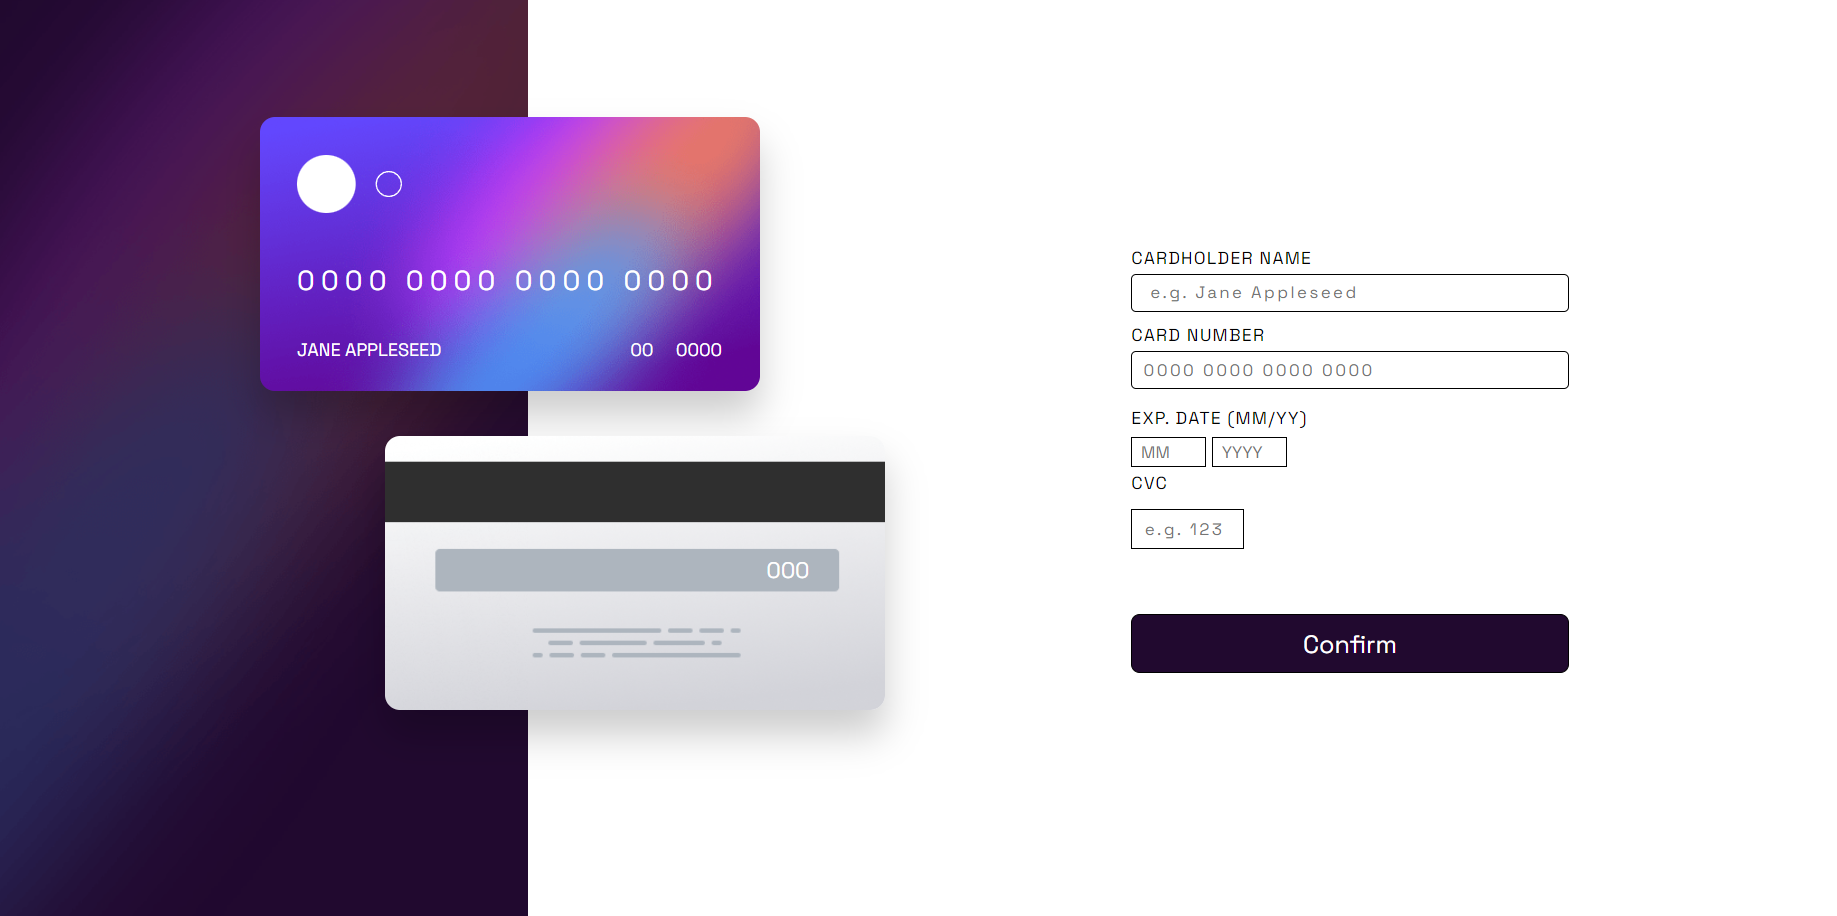 0000 0000 0000 0000
JANE APPLESEED 00 0000
000
CARDHOLDER NAME
e.g. Jane Appleseed
CARD NUMBER
0000 0000 0000 0000
EXP. DATE (MM/YY)
MM YYYY
CVC
e.g. 123
Confirm